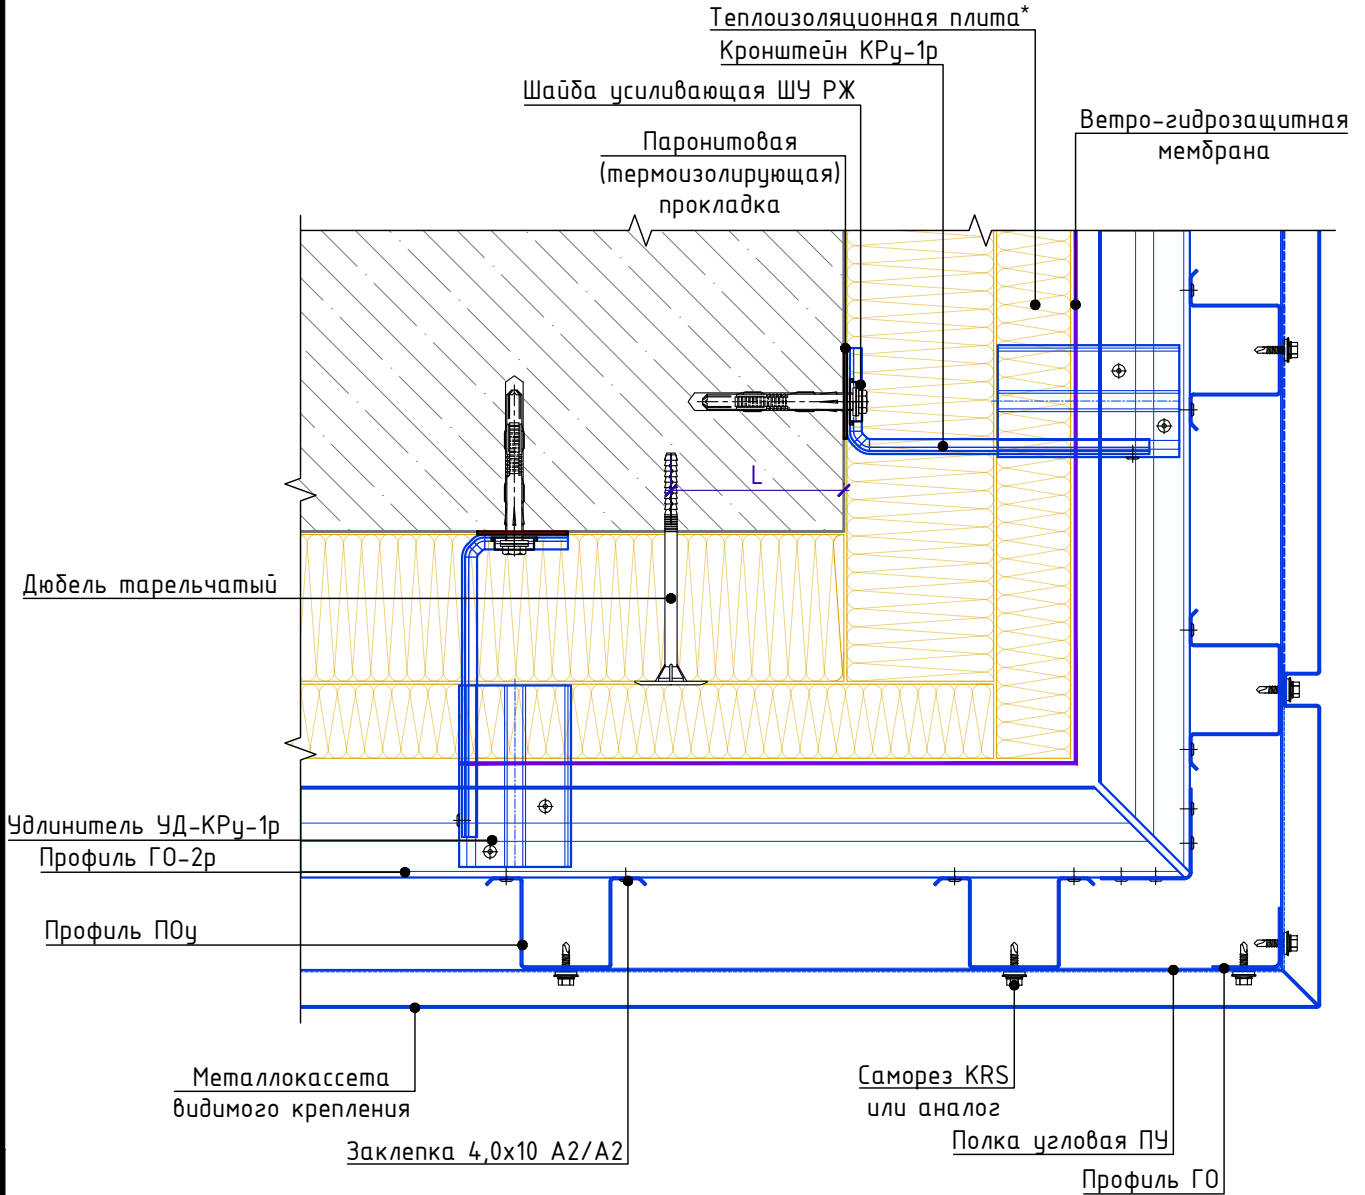 Теплоизоляционная плита*
Кронштейн КРу-1р
Шайба усиливающая ШУ РЖ
Паронитовая
(термоизолирующая)
прокладка
Ветро-гидрозащитная
мембрана
L
Дюбель тарельчатый
Удлинитель УД-КРу-1р
Профиль ГО-2р
Профиль ПОу
Металлокассета
видимого крепления
Заклепка 4,0х10 А2/А2
Саморез KRS
или аналог
Полка угловая ПУ
Профиль ГО